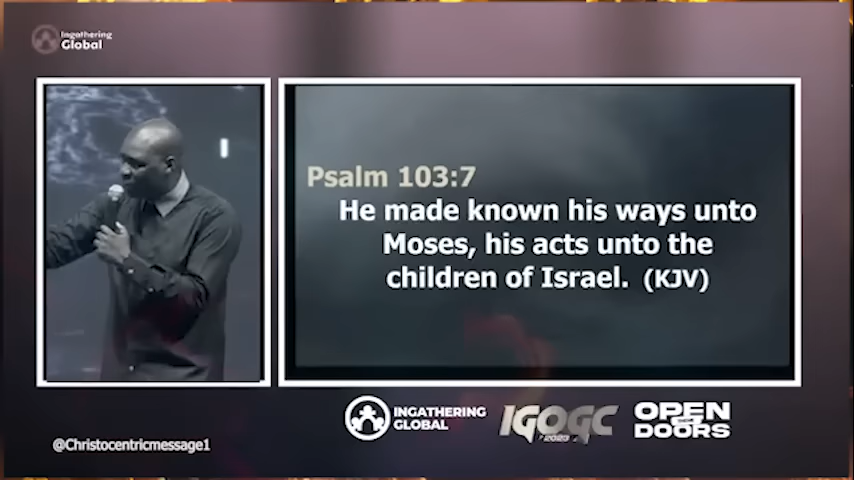 Ingathering
Global
Psalm 103:7
He made known his ways unto
Moses, his acts unto the
children of Israel. (KJV)
INGATHERING
GLOBAL
IGOGC
2023
OPEN
DOORS
@Christocentricmessage1